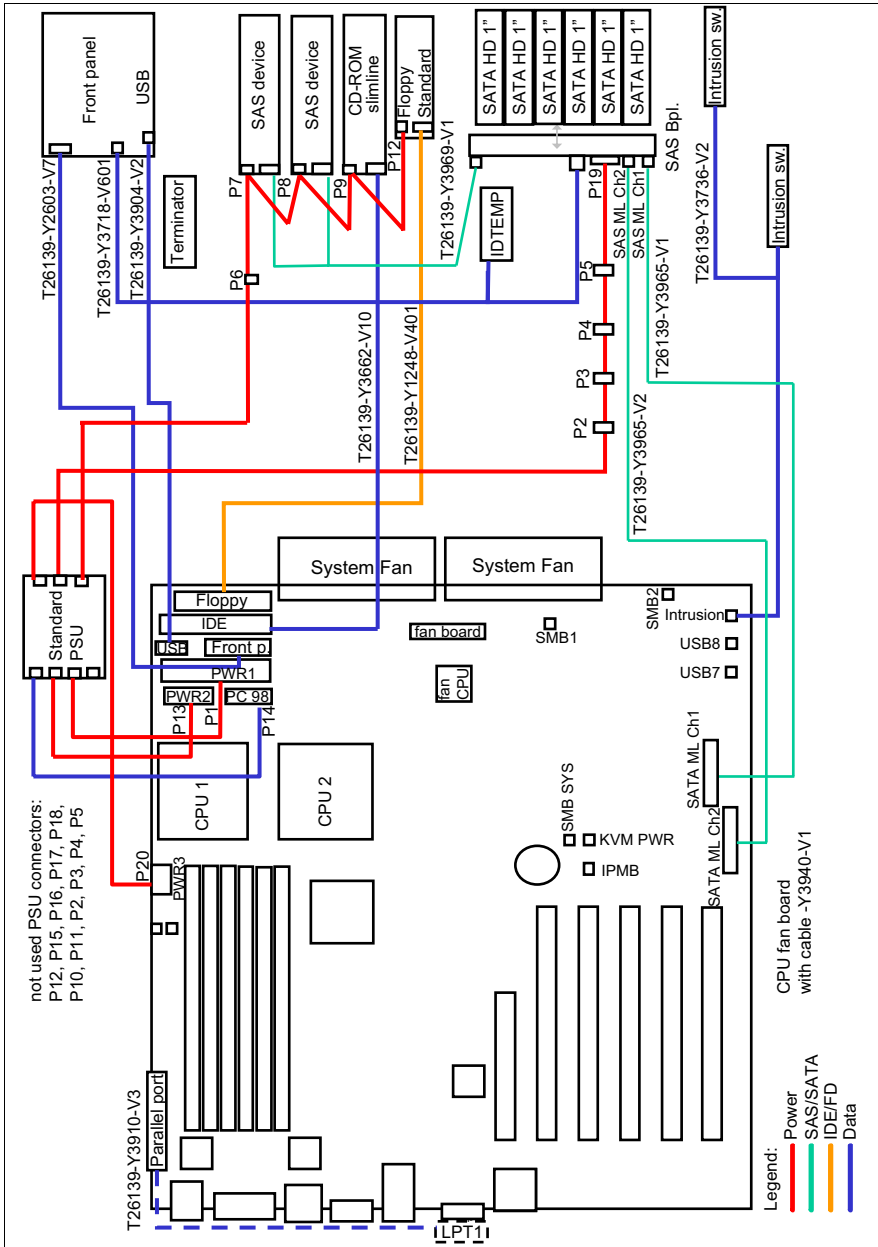 Front panel
USB
T26139-Y2603-V7
T26139-Y3718-V601
T26139-Y3904-V2
Terminator
SAS device
SAS device
CD-ROM
slimline
Floppy
Standard
P7
P8
P9
P12
P6
T26139-Y3969-V1
IDTEMP
T26139-Y3662-V10
T26139-Y1248-V401
SATA HD 1”
SATA HD 1”
SATA HD 1”
SATA HD 1”
SATA HD 1”
SATA HD 1”
SAS Bpl.
P19
SAS ML Ch2
SAS ML Ch1
P5
P4
P3
P2
T26139-Y3965-V1
T26139-Y3965-V2
Intrusion sw.
T26139-Y3736-V2
Intrusion sw.
Standard
PSU
System Fan
System Fan
Floppy
IDE
USB
Front p.
PWR1
PWR2
PC 98
P13
P1
P14
fan board
fan
CPU
SMB1
SMB2
Intrusion
USB8
USB7
CPU 1
CPU 2
SATA ML Ch1
SATA ML Ch2
SMB SYS
KVM PWR
IPMB
P20
PWR3
not used PSU connectors:
P12, P15, P16, P17, P18,
P10, P11, P2, P3, P4, P5
CPU fan board
with cable -Y3940-V1
T26139-Y3910-V3
Parallel port
LPT1
Legend:
Power
SAS/SATA
IDE/FD
Data